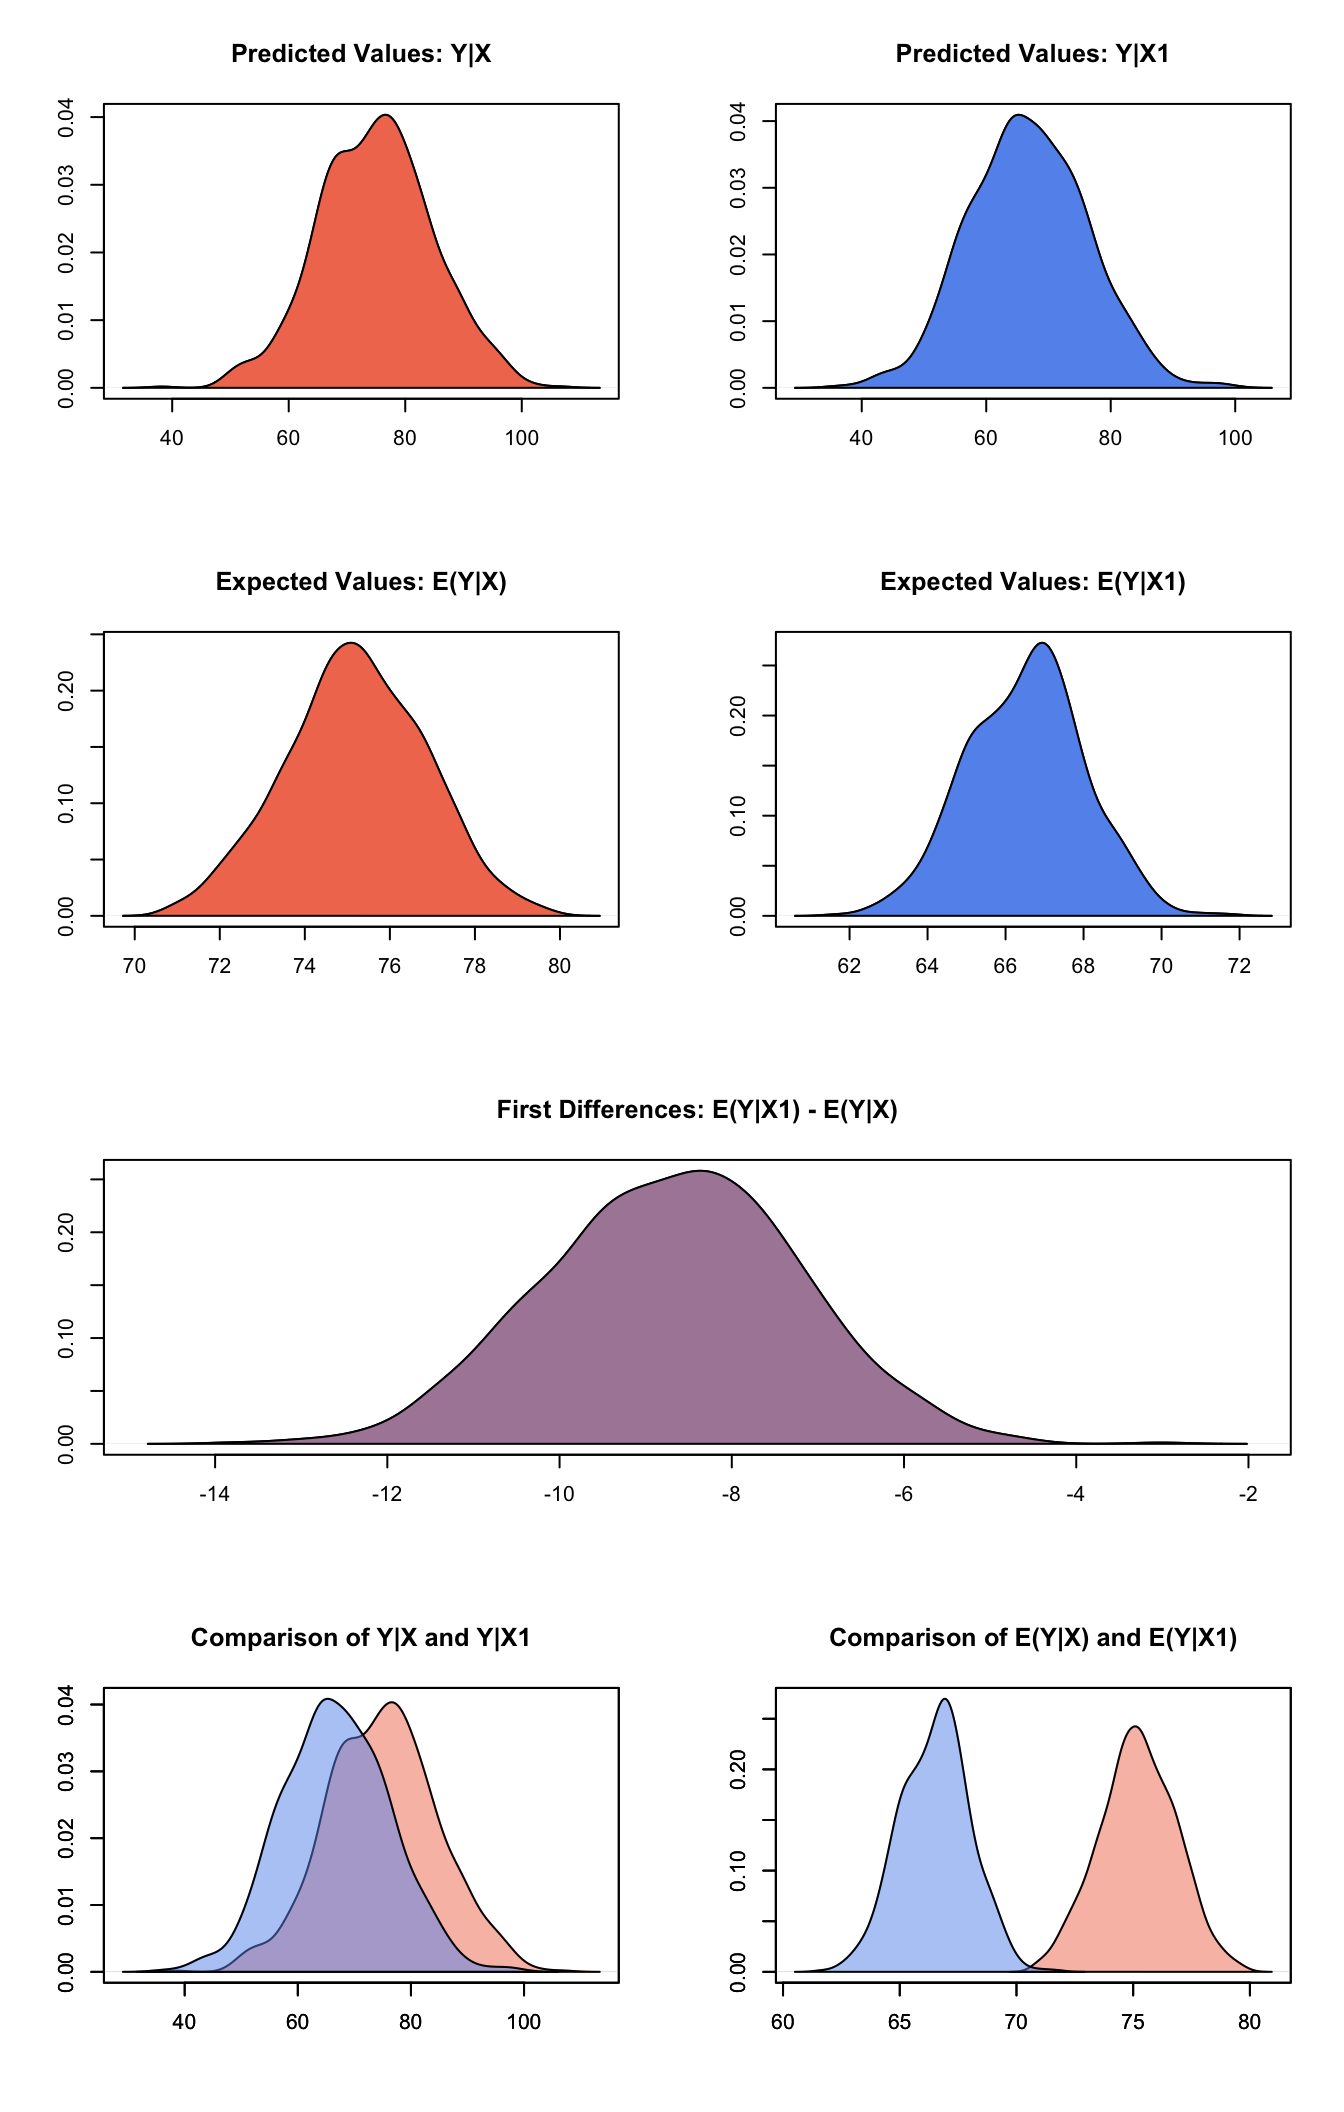 Predicted Values: Y|X
0.04
0.03
0.02
0.01
0.00
40 60 80 100
Predicted Values: Y|X1
0.04
0.03
0.02
0.01
0.00
40 60 80 100
Expected Values: E(Y|X)
0.20
0.10
0.00
70 72 74 76 78 80
Expected Values: E(Y|X1)
0.20
0.10
0.00
62 64 66 68 70 72
First Differences: E(Y|X1) - E(Y|X)
0.20
0.10
0.00
-14 -12 -10 -8 -6 -4 -2
Comparison of Y|X and Y|X1
0.04
0.03
0.02
0.01
0.00
40 60 80 100
Comparison of E(Y|X) and E(Y|X1)
0.20
0.10
0.00
60 65 70 75 80